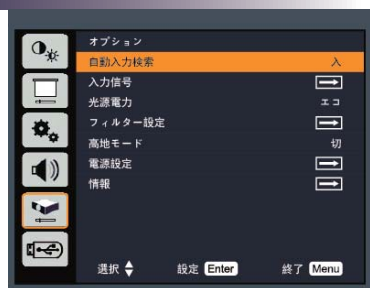 オプション
自動入力検索 入
入力信号
光源電力 エコ
フィルター設定
高地モード 切
電源設定
情報
選択 設定 Enter 終了 Menu